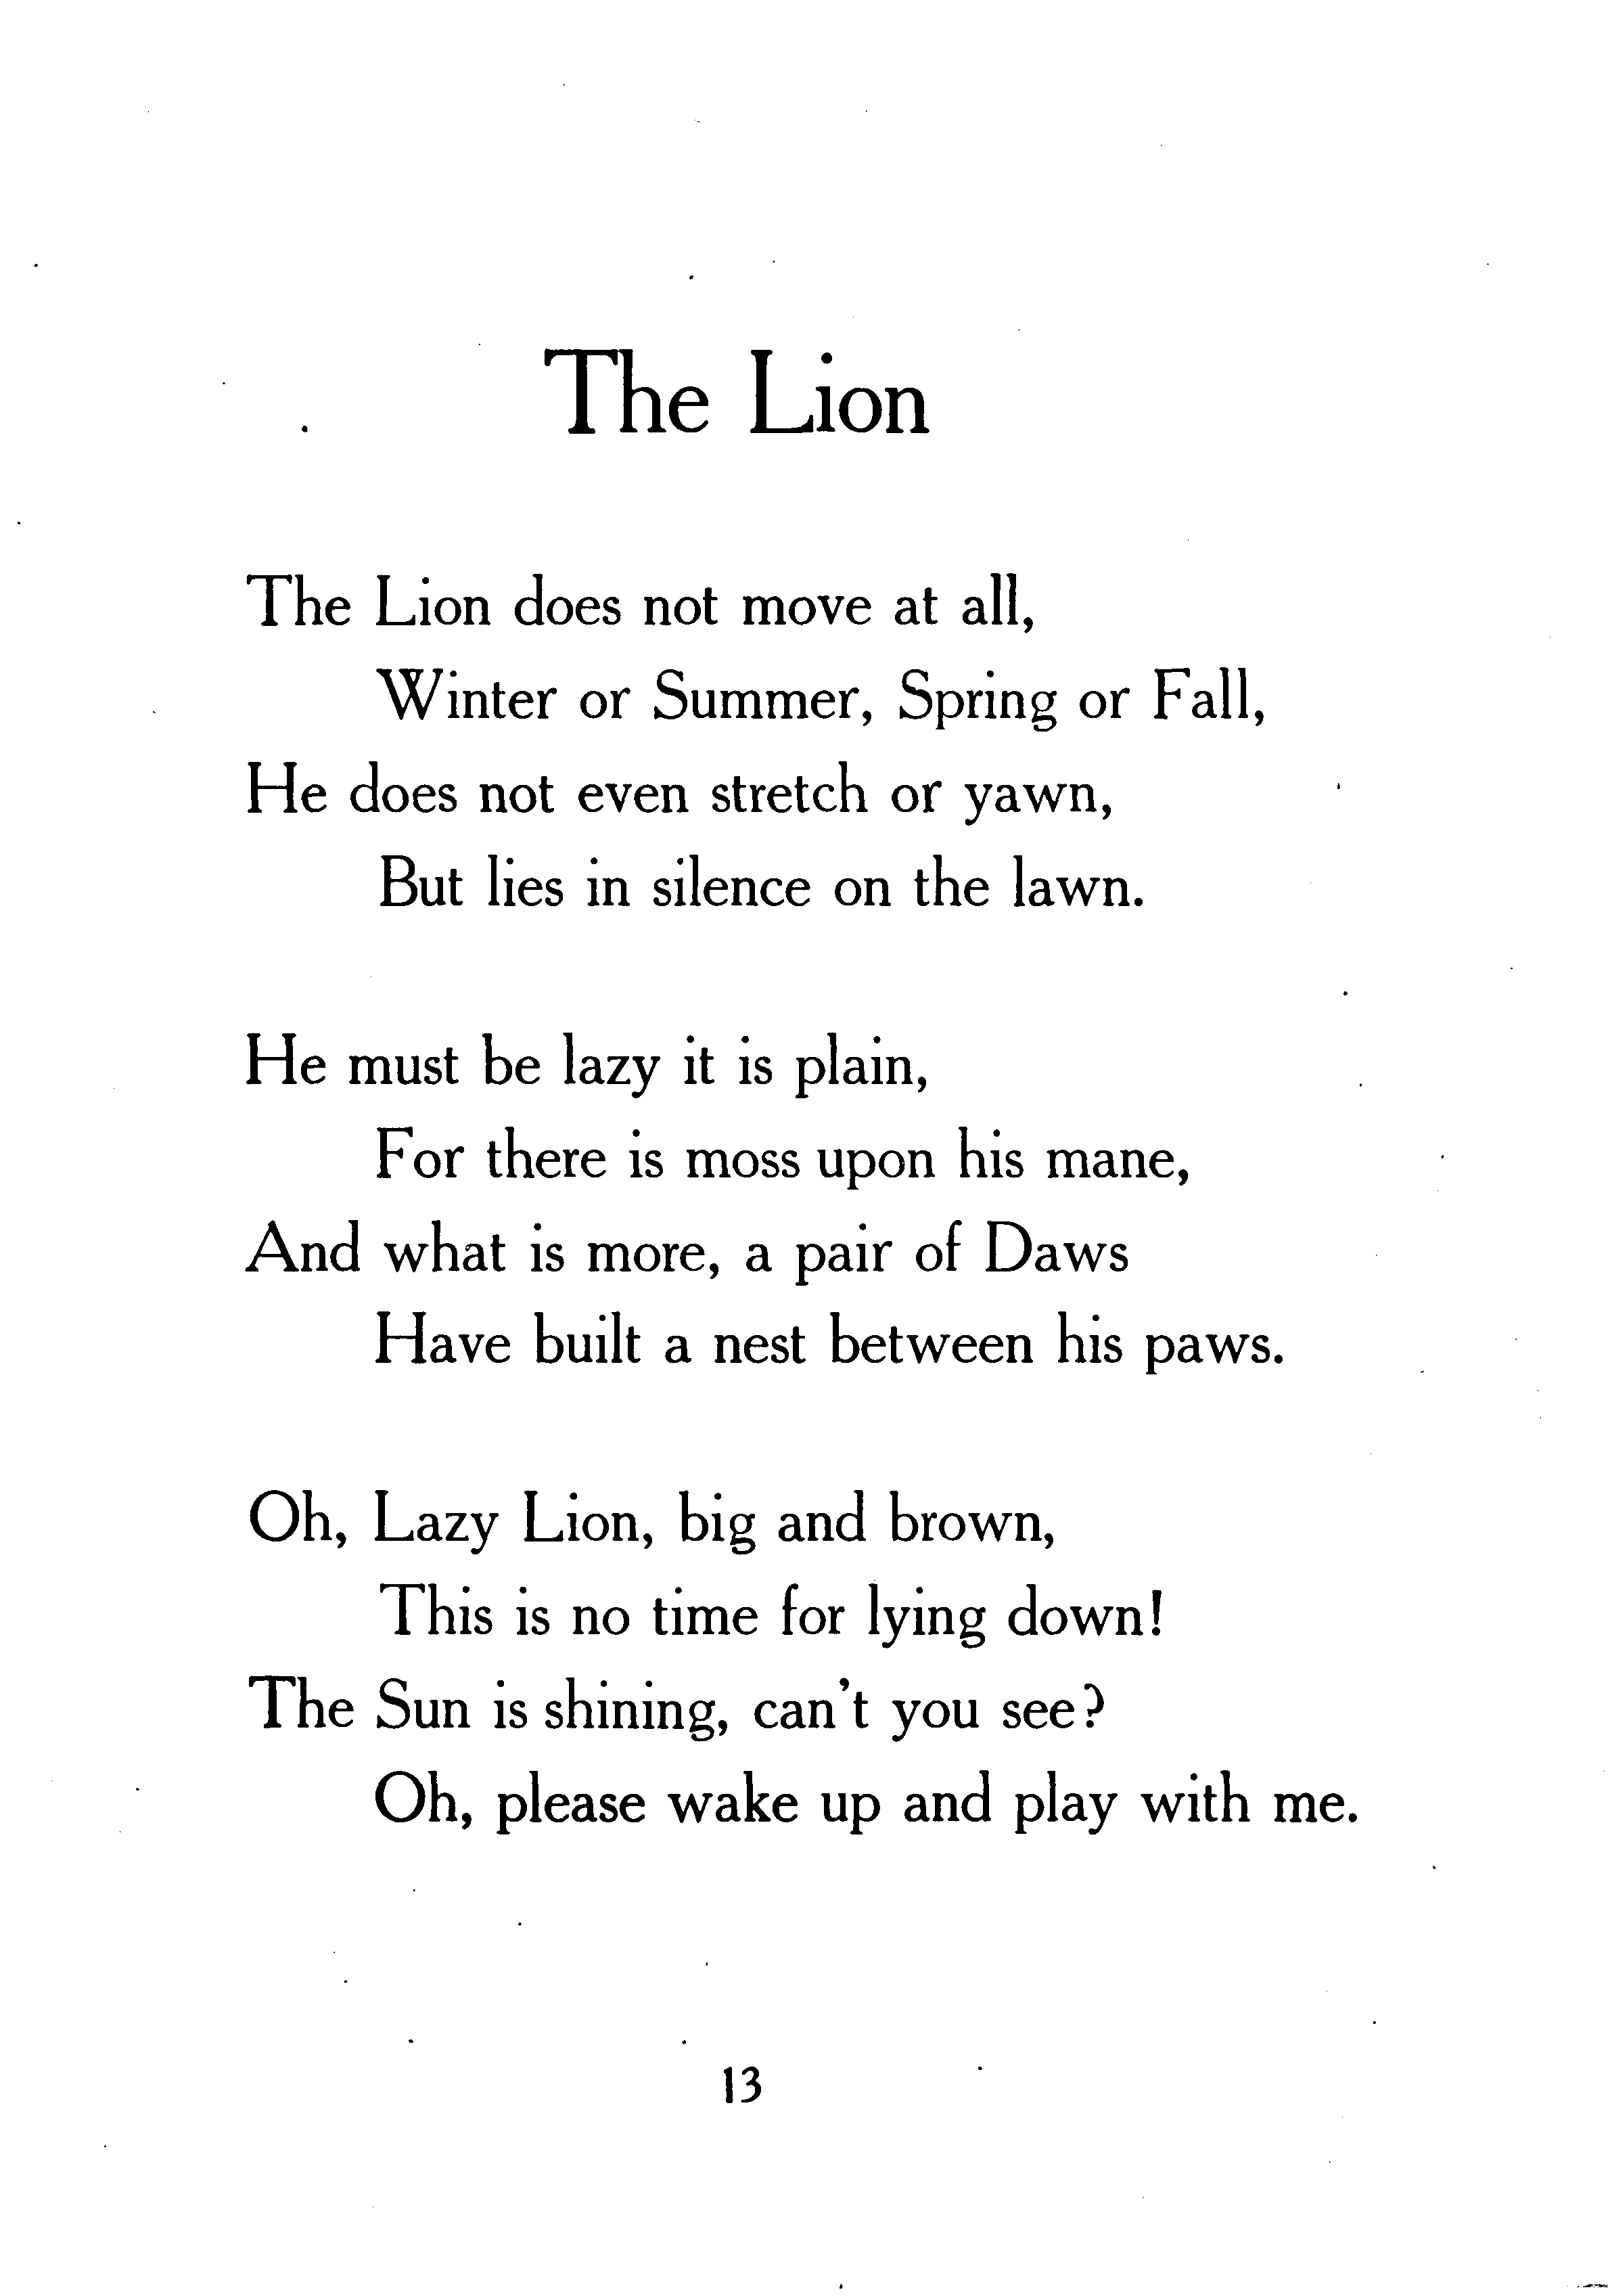 The Lion
The Lion does not move at all,
Winter or Summer, Spring or Fall,
He does not even stretch or yawn,
But lies in silence on the lawn.
He must be lazy it is plain,
For there is moss upon his mane,
And what is more, a pair of Daws
Have built a nest between his paws.
Oh, Lazy Lion, big and brown,
This is no time for lying down!
The Sun is shining, can't you see?
Oh, please wake up and play with me.
13